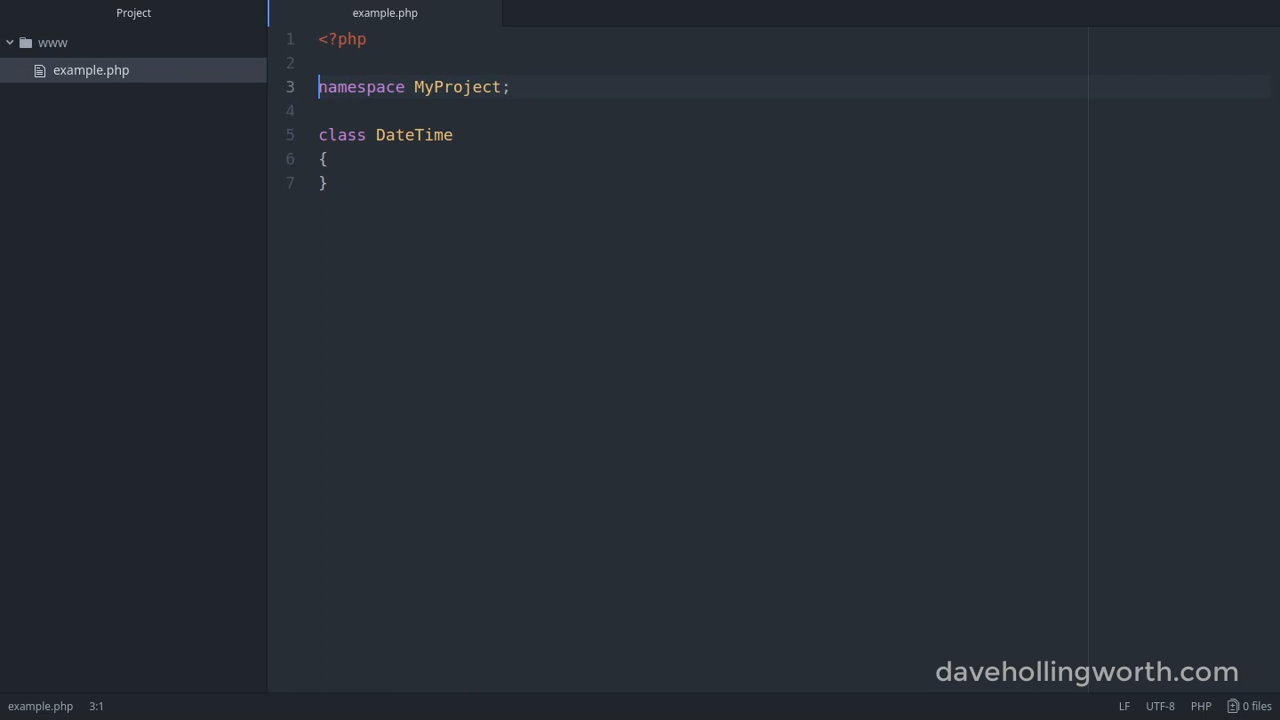 Project
example.php
www
example.php
1 <?php
2
3 namespace MyProject;
4
5 class DateTime
6 {
7 }
davehollingworth.com
example.php 3:1 LF UTF-8 PHP 0 files